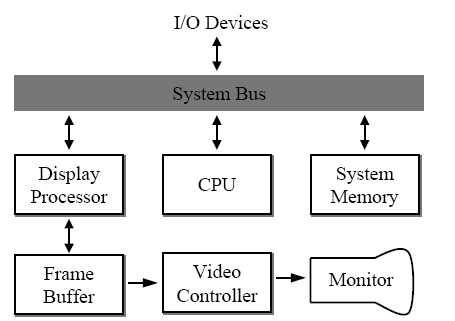 I/O Devices
System Bus
Display
Processor
CPU
System
Memory
Frame
Buffer
Video
Controller
Monitor